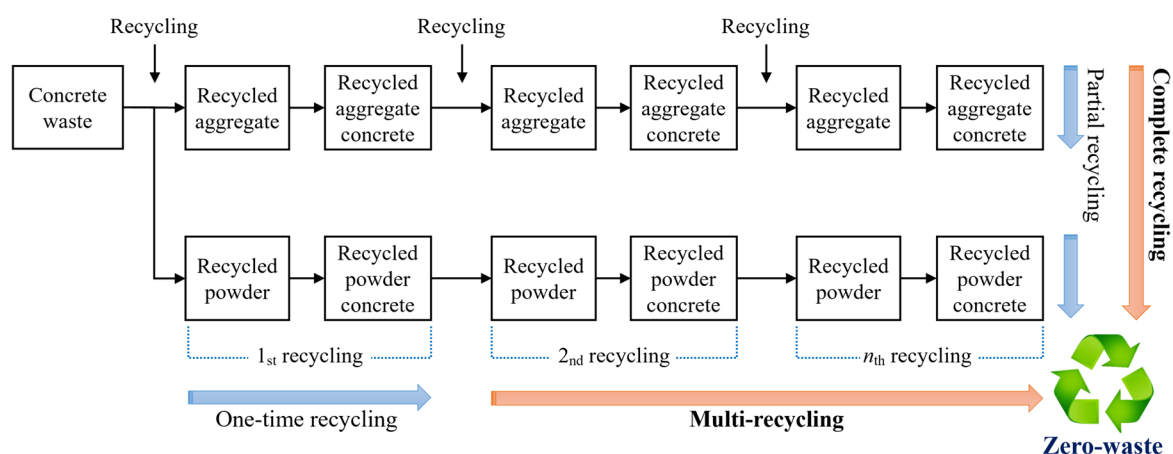 Recycling
Recycling
Recycling
Concrete
waste
Recycled
aggregate
Recycled
aggregate
concrete
Recycled
aggregate
Recycled
aggregate
concrete
Recycled
aggregate
Recycled
aggregate
concrete
Partial recycling
Complete recycling
Recycled
powder
Recycled
powder
concrete
Recycled
powder
Recycled
powder
concrete
Recycled
powder
Recycled
powder
concrete
1st recycling
2nd recycling
nth recycling
One-time recycling
Multi-recycling
Zero-waste